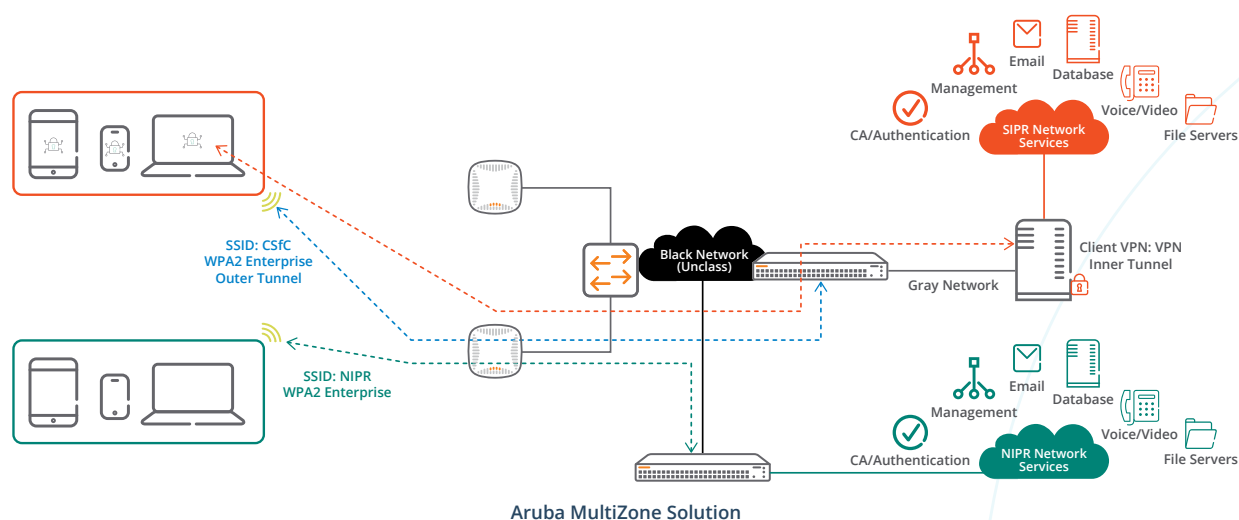 Email
Management
Database
Voice/Video
CA/Authentication
File Servers
SIPR Network
Services
SSID: CSfC
WPA2 Enterprise
Outer Tunnel
Black Network
(Unclass)
Client VPN: VPN
Inner Tunnel
Gray Network
SSID: NIPR
WPA2 Enterprise
Email
Management
Database
Voice/Video
CA/Authentication
File Servers
NIPR Network
Services
Aruba MultiZone Solution